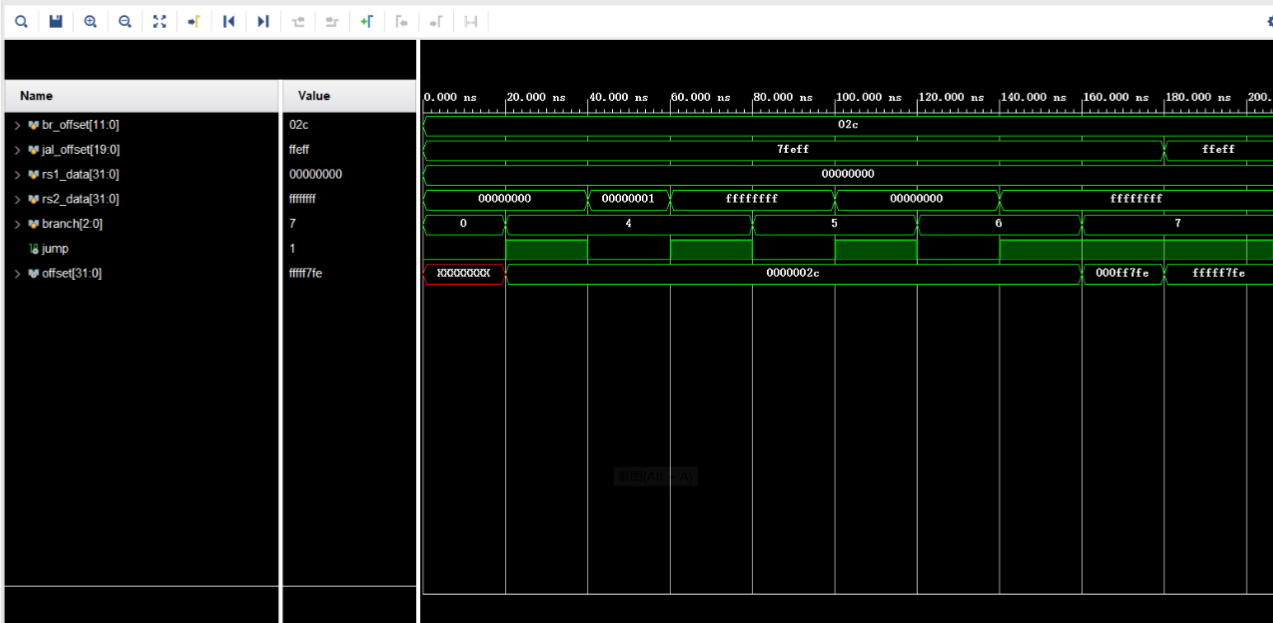 Name Value
0.000 ns 20.000 ns 40.000 ns 60.000 ns 80.000 ns 100.000 ns 120.000 ns 140.000 ns 160.000 ns 180.000 ns 200.
br_offset[11:0] 02c 02c
jal_offset[19:0] ffeff 7feff ffeff
rs1_data[31:0] 00000000 00000000
rs2_data[31:0] ffffffff 00000000 00000001 ffffffff 00000000 ffffffff
branch[2:0] 7 0 4 5 6 7
jump 1
offset[31:0] fffff7fe XXXXXXXX 0000002c 000ff7fe fffff7fe
截图(Alt + A)